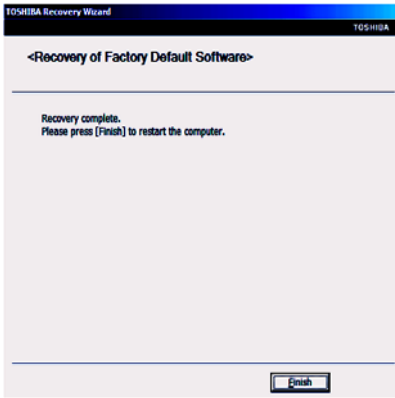 TOSHIBA Recovery Wizard
TOSHIBA
<Recovery of Factory Default Software>
Recovery complete.
Please press [Finish] to restart the computer.
Finish